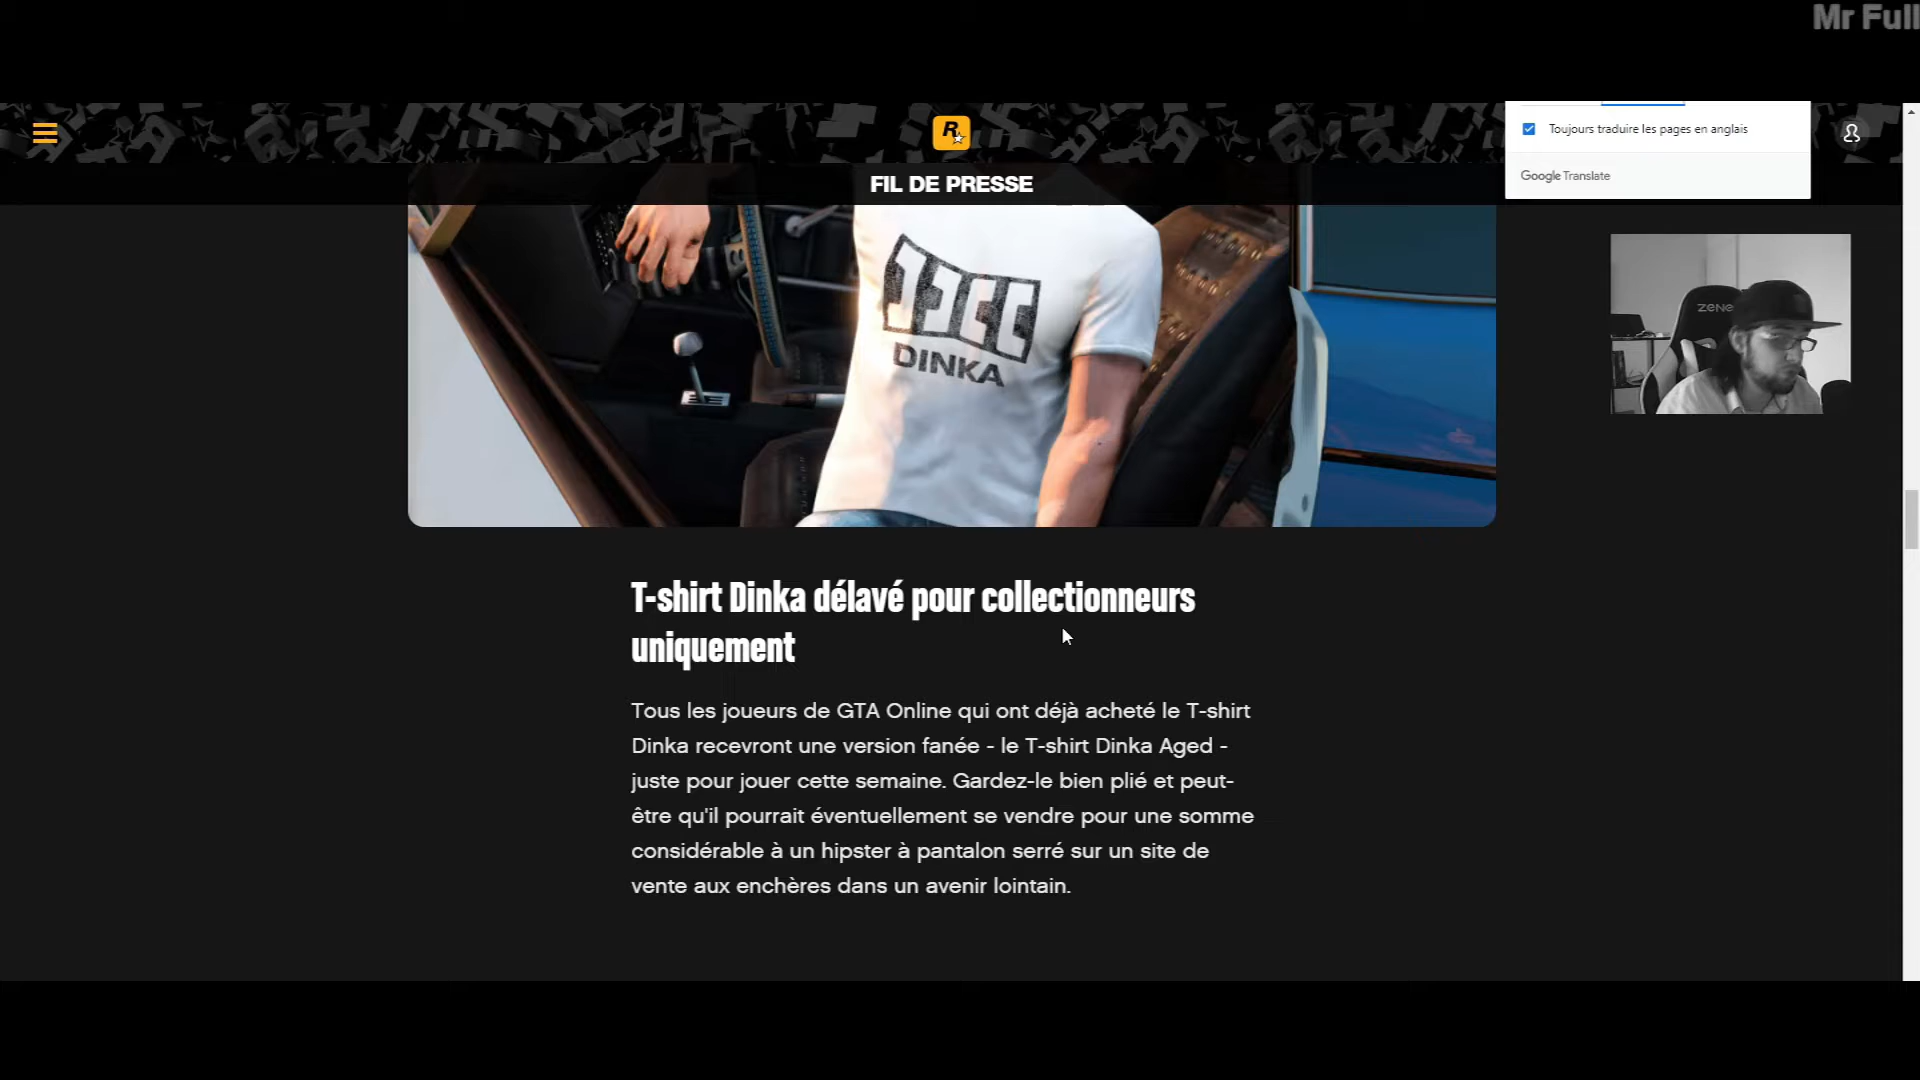 Mr Full
R
Toujours traduire les pages en anglais
Google Translate
FIL DE PRESSE
DINKA
ZENE
T-shirt Dinka délavé pour collectionneurs
uniquement
Tous les joueurs de GTA Online qui ont déjà acheté le T-shirt
Dinka recevront une version fanée - le T-shirt Dinka Aged -
juste pour jouer cette semaine. Gardez-le bien plié et peut-
être qu'il pourrait éventuellement se vendre pour une somme
considérable à un hipster à pantalon serré sur un site de
vente aux enchères dans un avenir lointain.